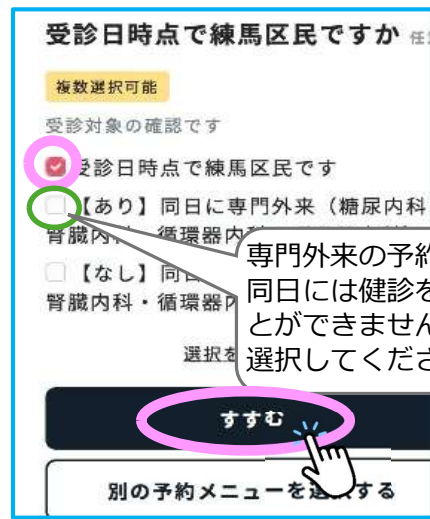 受診日時点で練馬区民ですか 任
複数選択可能
受診対象の確認です
受診日時点で練馬区民です
【あり】同日に専門外来（糖尿内科
腎臓内科・循環器内
【なし】同日
腎臓内科・循環器内
専門外来の予約
同日には健診を
とができません
選択してくださ
選択を
すすむ
別の予約メニューを選択する